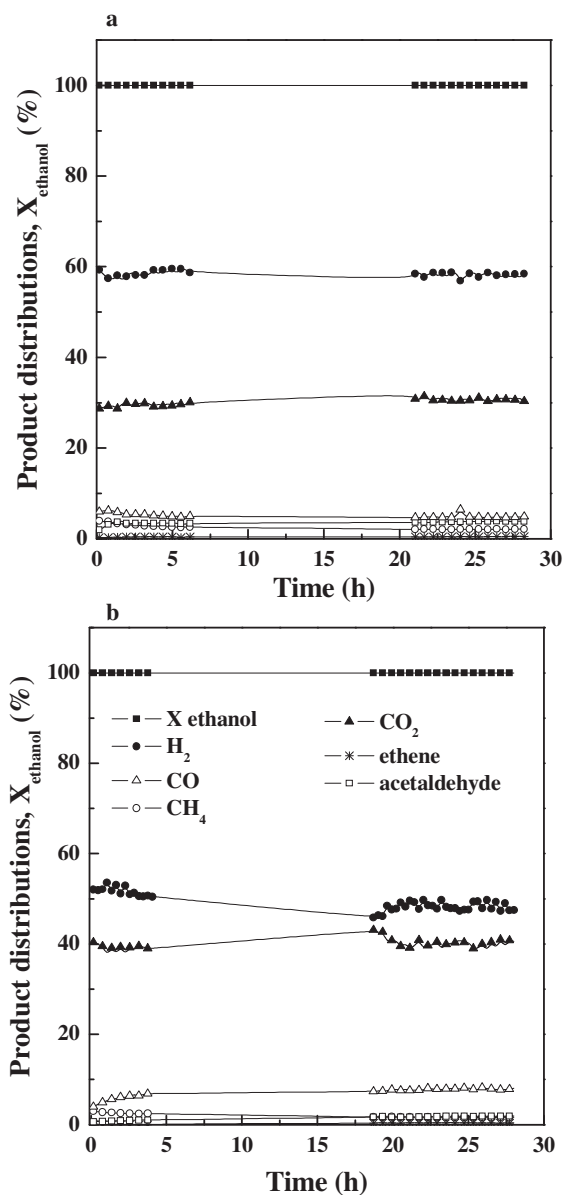 a
Product distributions, X_ethanol (%)
100
80
60
40
20
0
0 5 10 15 20 25 30
Time (h)
b
Product distributions, X_ethanol (%)
100
80
60
40
20
0
X ethanol
H₂
CO
CH₄
CO₂
ethene
acetaldehyde
0 5 10 15 20 25 30
Time (h)